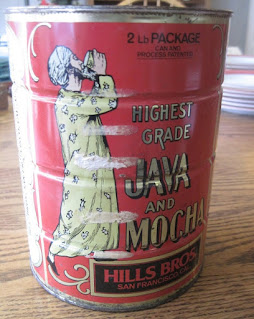 2 Lb PACKAGE
CAN AND
PROCESS PATENTED
HIGHEST
GRADE
JAVA
AND
MOCHA
HILLS BROS
SAN FRANCISCO